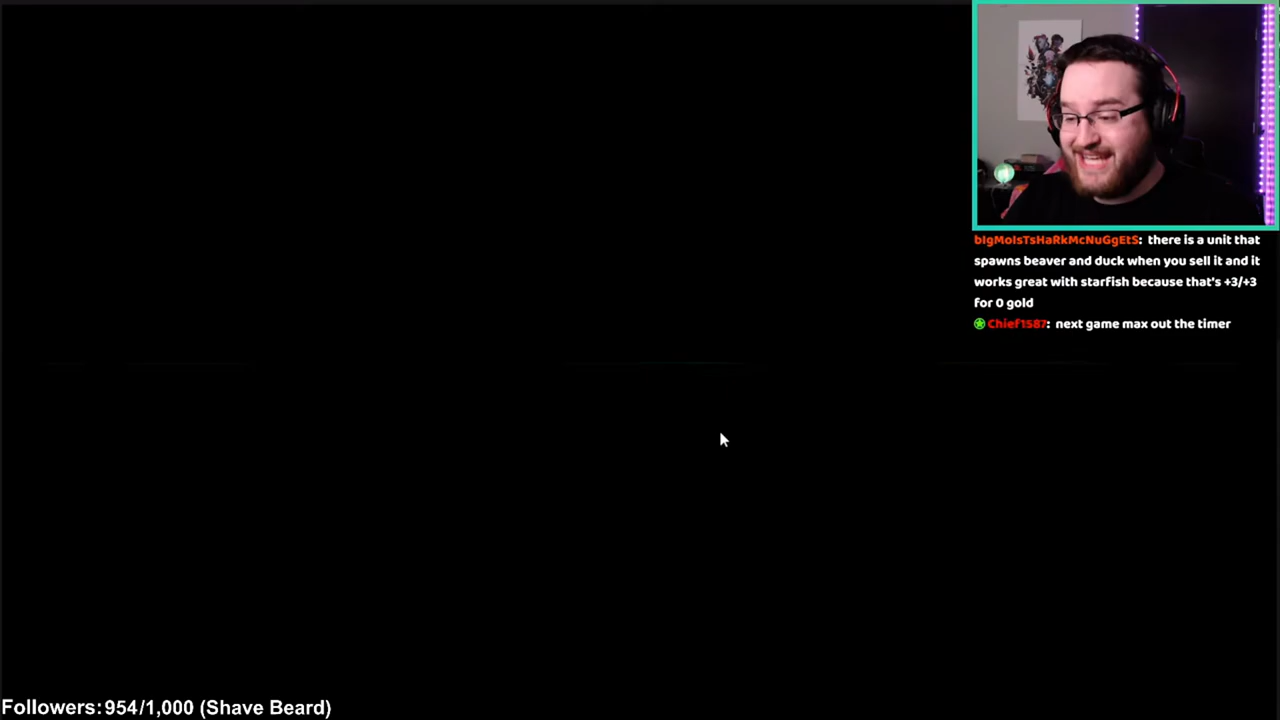 bIgMoIsTsHaRkMcNuGgEtS: there is a unit that
spawns beaver and duck when you sell it and it
works great with starfish because that's +3/+3
for 0 gold
Chief1587: next game max out the timer
Followers: 954/1,000 (Shave Beard)